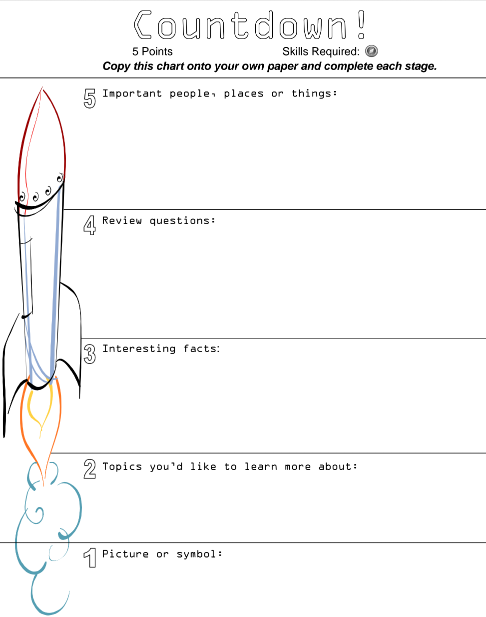 Countdown!
5 Points Skills Required:
Copy this chart onto your own paper and complete each stage.
5 Important people, places or things:
4 Review questions:
3 Interesting facts:
2 Topics you'd like to learn more about:
1 Picture or symbol: